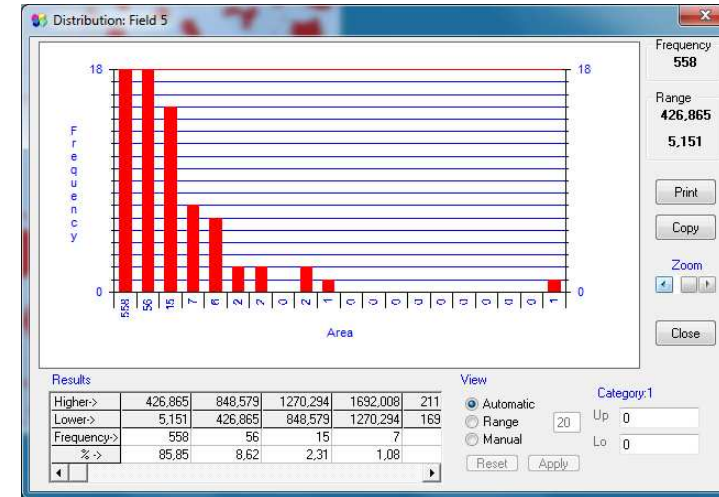 Distribution: Field 5
Frequency
558
Range
426,865
5,151
Print
Copy
Zoom
Close
18
18
Frequency
0
0
558 56 15 7 6 2 2 0 2 1 0 0 0 0 0 0 0 0 0 1
Area
Results
Higher-> 426,865 848,579 1270,294 1692,008 211
Lower-> 5,151 426,865 848,579 1270,294 169
Frequency-> 558 56 15 7
% -> 85,85 8,62 2,31 1,08
View
Automatic
Range 20
Manual
Reset Apply
Category:1
Up 0
Lo 0